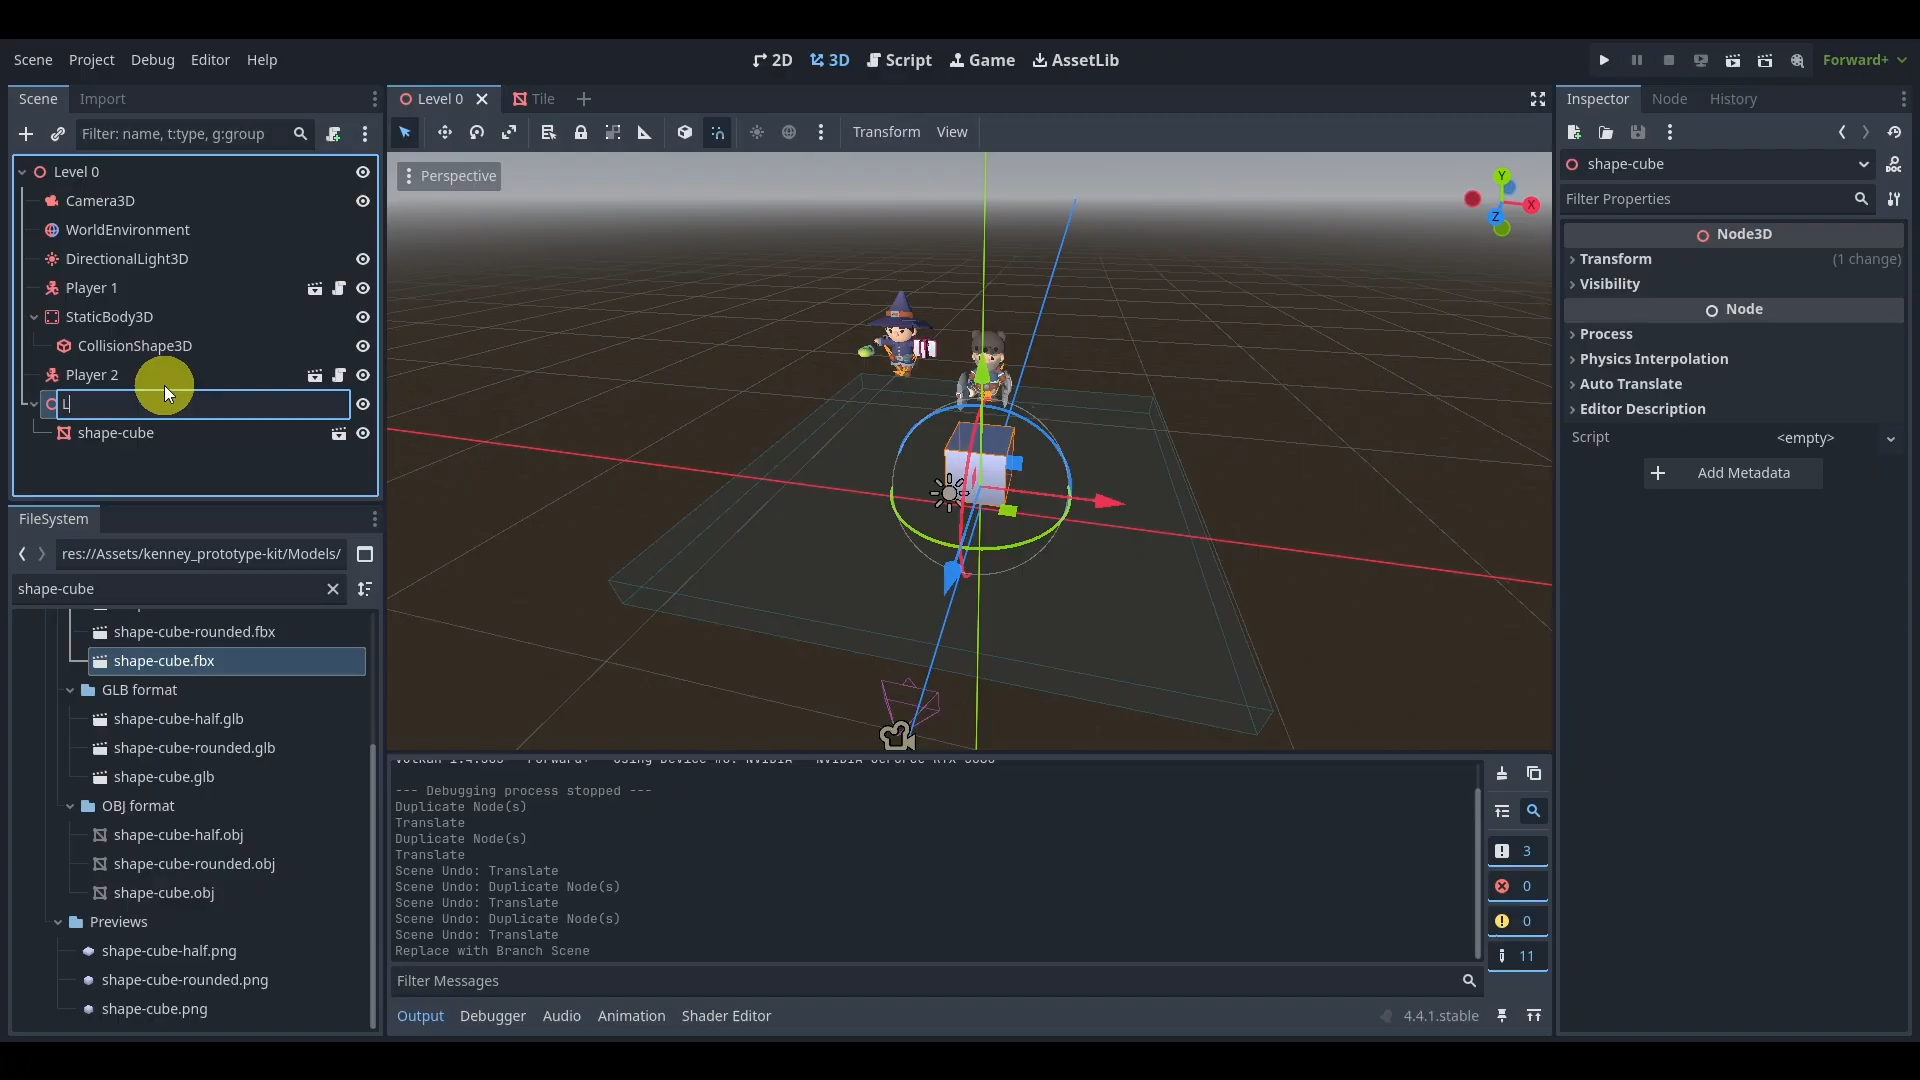 Scene Project Debug Editor Help
2D 3D Script Game AssetLib
Forward+
Scene Import
Level 0 Tile
Inspector Node History
Filter: name, t:type, g:group
Transform View
Level 0
Camera3D
WorldEnvironment
DirectionalLight3D
Player 1
StaticBody3D
CollisionShape3D
Player 2
L
shape-cube
FileSystem
res://Assets/kenney_prototype-kit/Models/
shape-cube
shape-cube-rounded.fbx
shape-cube.fbx
GLB format
shape-cube-half.glb
shape-cube-rounded.glb
shape-cube.glb
OBJ format
shape-cube-half.obj
shape-cube-rounded.obj
shape-cube.obj
Previews
shape-cube-half.png
shape-cube-rounded.png
shape-cube.png
Perspective
Y
X
Z
--- Debugging process stopped ---
Duplicate Node(s)
Translate
Duplicate Node(s)
Translate
Scene Undo: Translate
Scene Undo: Duplicate Node(s)
Scene Undo: Translate
Scene Undo: Duplicate Node(s)
Scene Undo: Translate
Replace with Branch Scene
Filter Messages
3
0
0
11
Output Debugger Audio Animation Shader Editor
4.4.1.stable
shape-cube
DOC
Filter Properties
Node3D
Transform (1 change)
Visibility
Node
Process
Physics Interpolation
Auto Translate
Editor Description
Script <empty>
Add Metadata